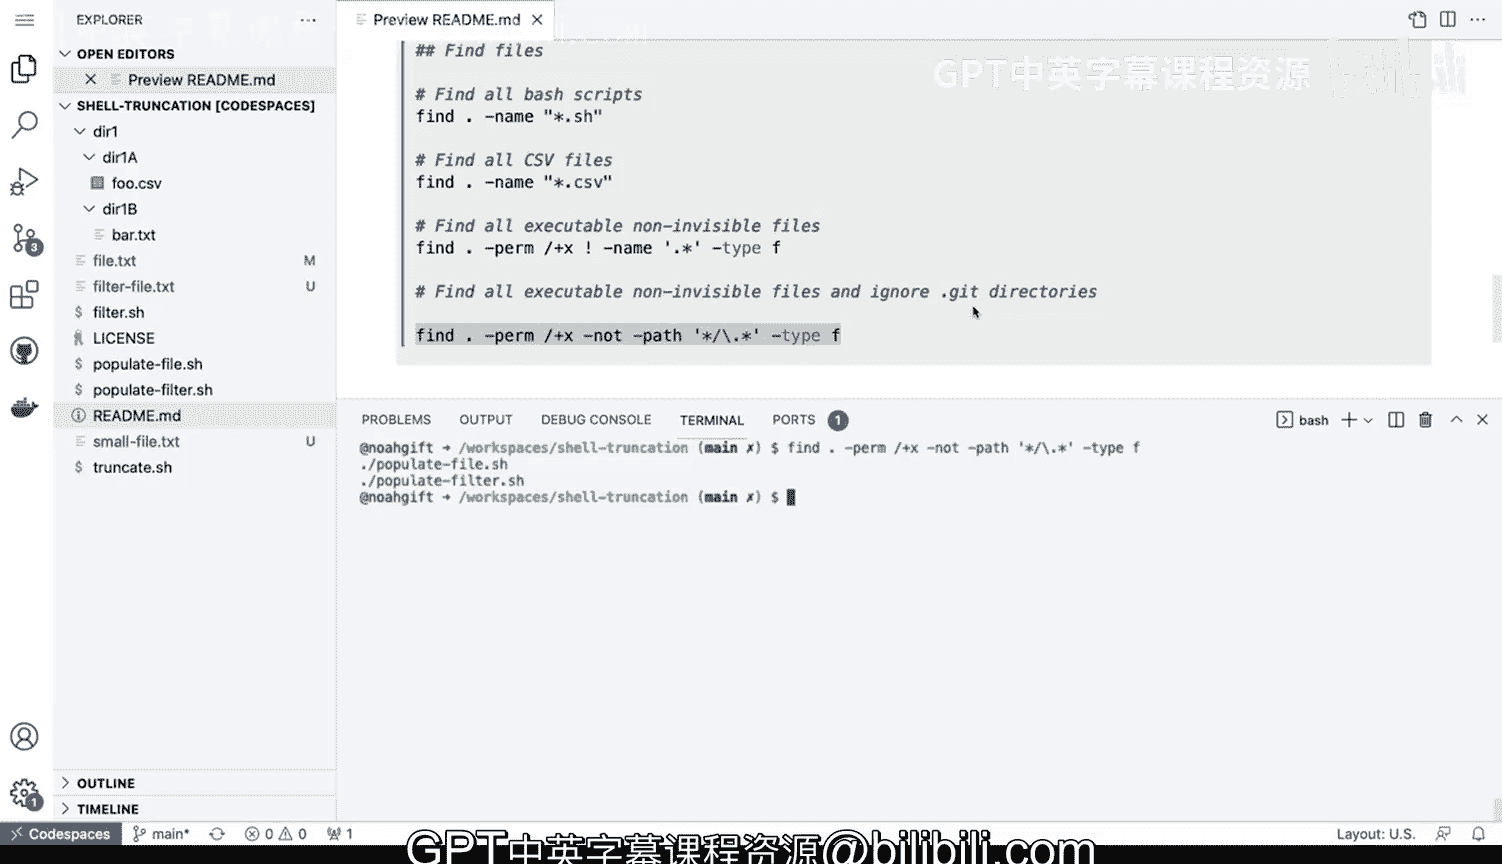 EXPLORER
Preview README.md
OPEN EDITORS
Preview README.md
SHELL-TRUNCATION [CODESPACES]
dir1
dir1A
foo.csv
dir1B
bar.txt
file.txt M
filter-file.txt U
filter.sh
LICENSE
populate-file.sh
populate-filter.sh
README.md
small-file.txt U
truncate.sh
3
OUTLINE
TIMELINE
1
## Find files
# Find all bash scripts
find . -name "*.sh"
# Find all CSV files
find . -name "*.csv"
# Find all executable non-invisible files
find . -perm /+x ! -name '.*' -type f
# Find all executable non-invisible files and ignore .git directories
find . -perm /+x -not -path '*/\.*' -type f
GPT中英字幕课程资源
PROBLEMS OUTPUT DEBUG CONSOLE TERMINAL PORTS 1 bash
@noahgift → /workspaces/shell-truncation (main ✗) $ find . -perm /+x -not -path '*/\.*' -type f
./populate-file.sh
./populate-filter.sh
@noahgift → /workspaces/shell-truncation (main ✗) $
Codespaces main* 0 0 1 Layout: U.S.
GPT中英字幕课程资源@bilibili.com